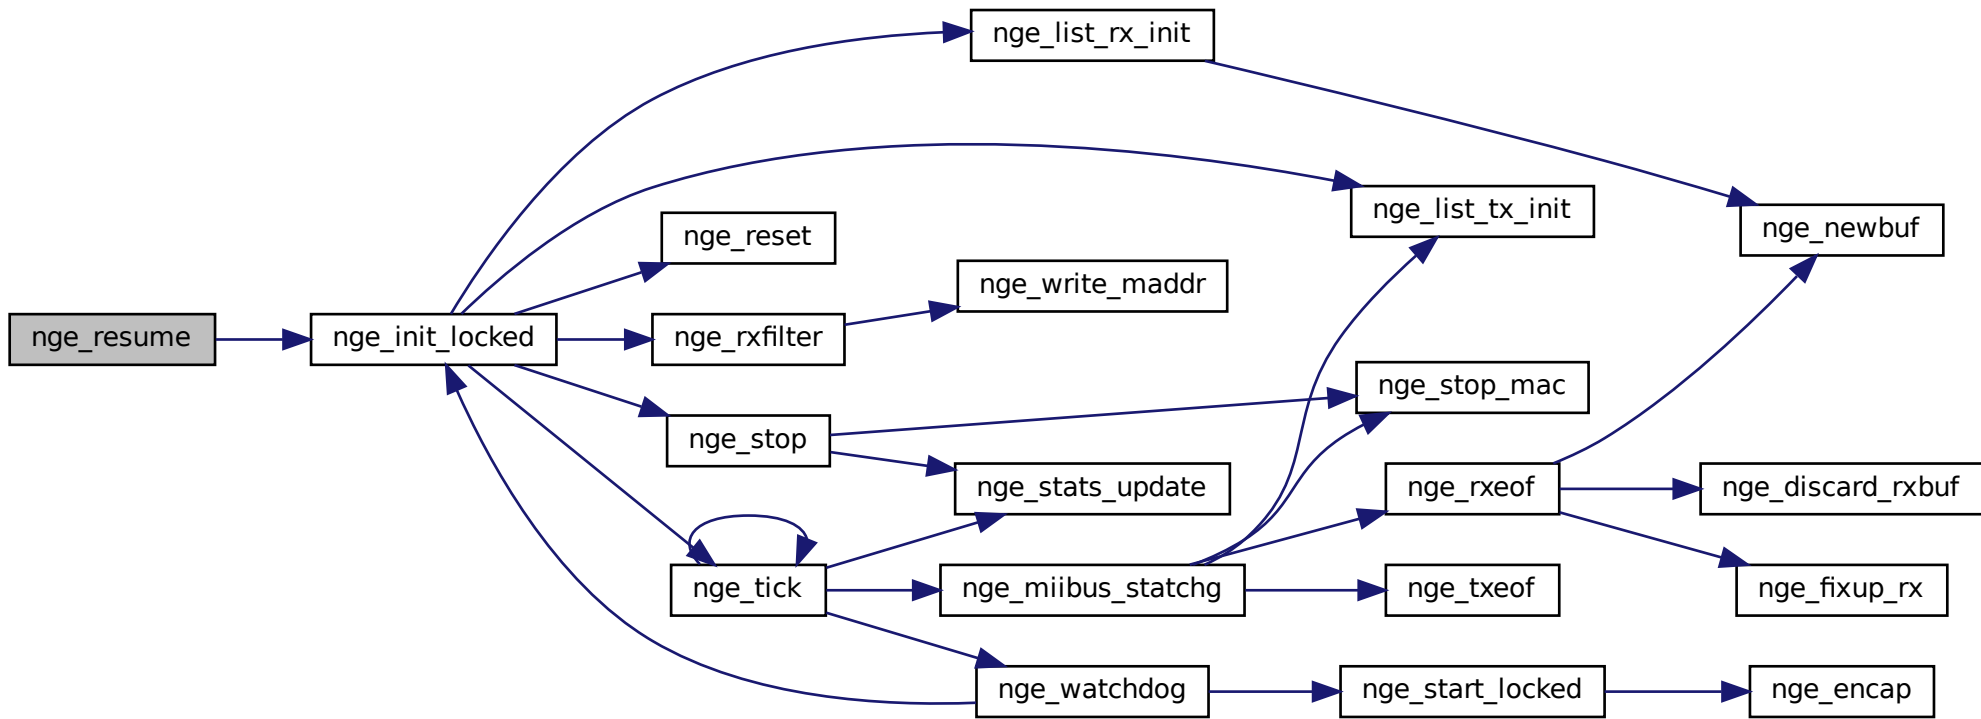 nge_list_rx_init
nge_list_tx_init
nge_newbuf
nge_reset
nge_write_maddr
nge_resume
nge_init_locked
nge_rxfilter
nge_stop_mac
nge_stop
nge_stats_update
nge_rxeof
nge_discard_rxbuf
nge_tick
nge_miibus_statchg
nge_txeof
nge_fixup_rx
nge_watchdog
nge_start_locked
nge_encap